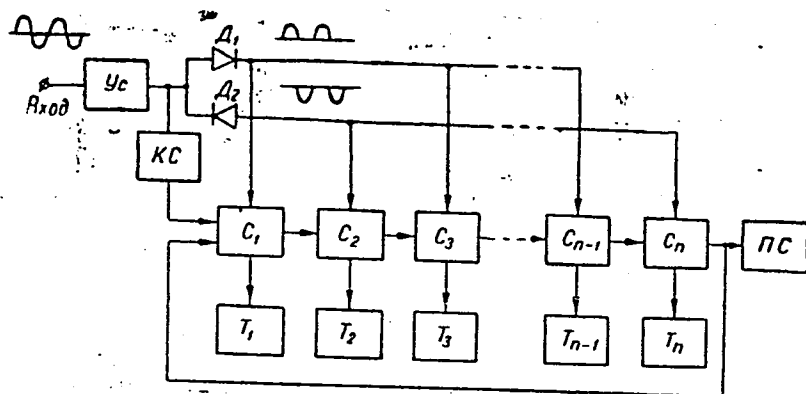 Д₁
Ус
Вход
Д₂
КС
С₁
С₂
С₃
Сn-1
Сn
ПС
Т₁
Т₂
Т₃
Тn-1
Тn